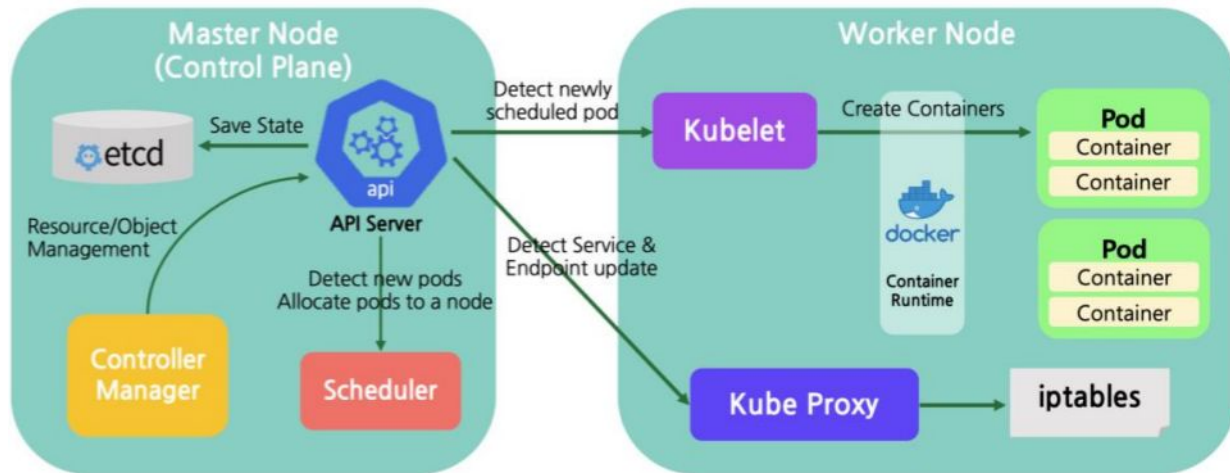 Master Node
(Control Plane)
etcd
Save State
api
API Server
Resource/Object
Management
Detect new pods
Allocate pods to a node
Controller
Manager
Scheduler
Detect newly
scheduled pod
Detect Service &
Endpoint update
Worker Node
Kubelet
Create Containers
docker
Container
Runtime
Pod
Container
Container
Pod
Container
Container
Kube Proxy
iptables